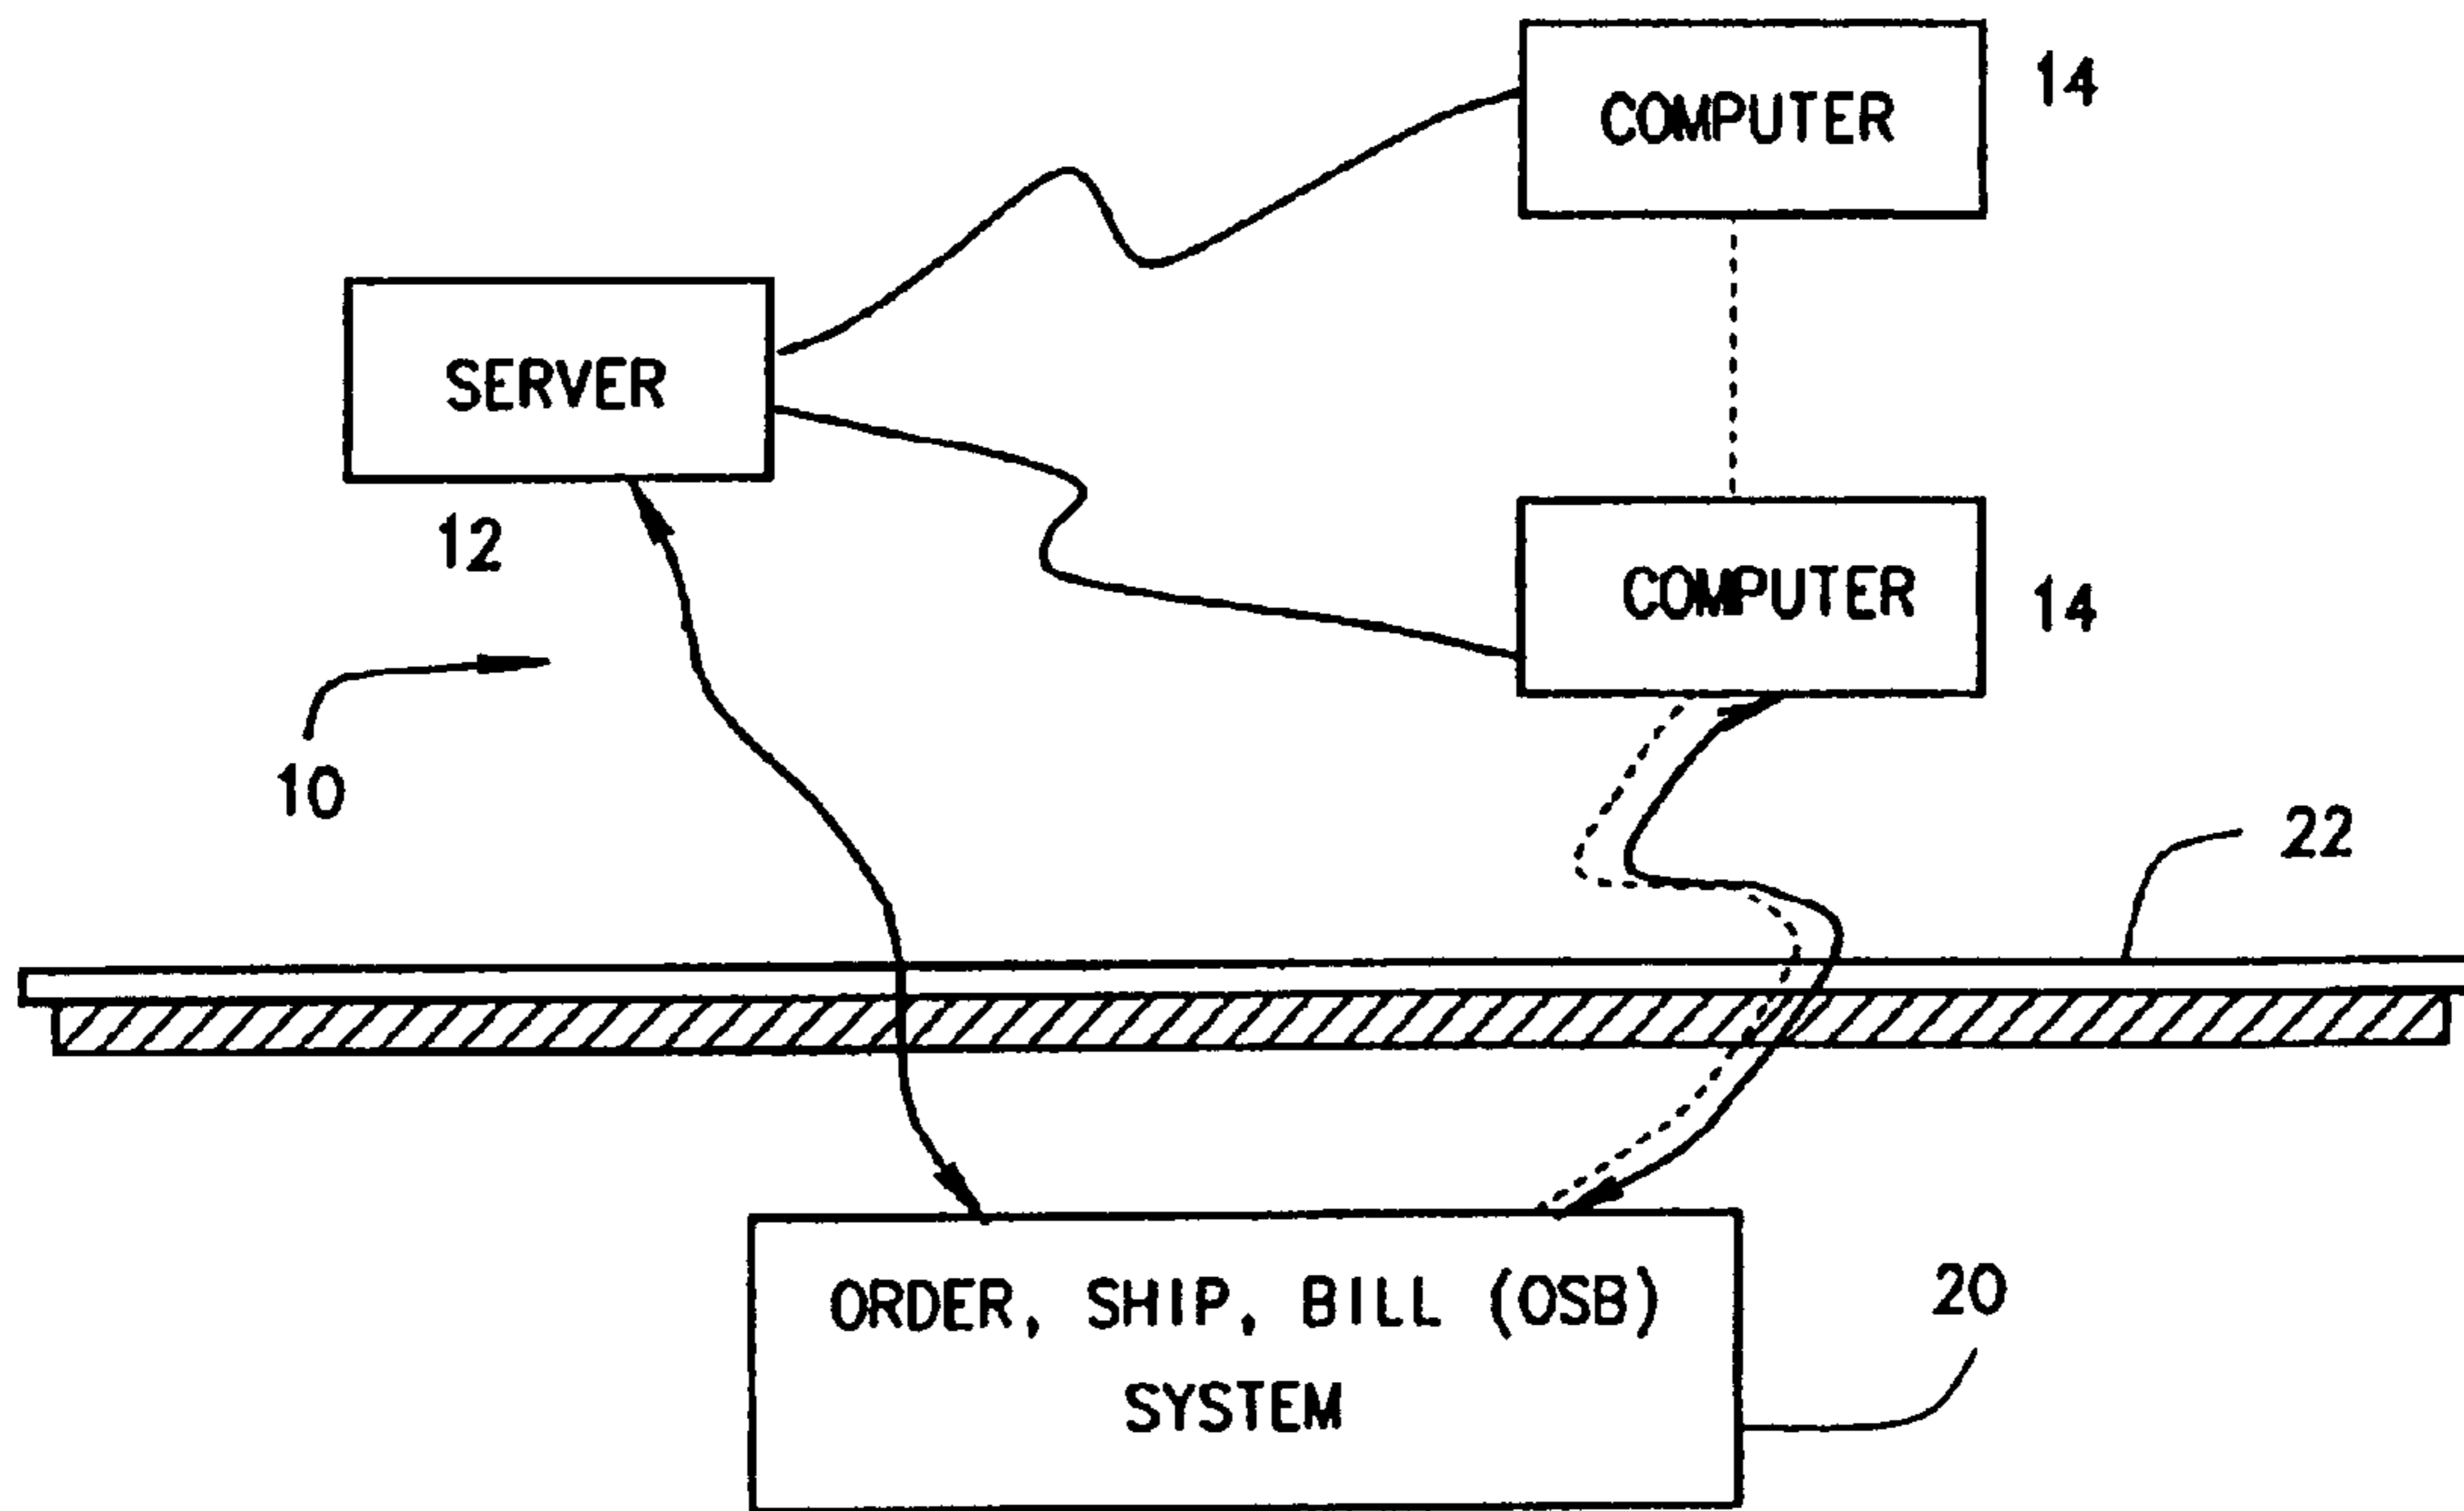 COMPUTER
14
SERVER
12
COMPUTER
14
10
22
ORDER, SHIP, BILL (OSB)
SYSTEM
20